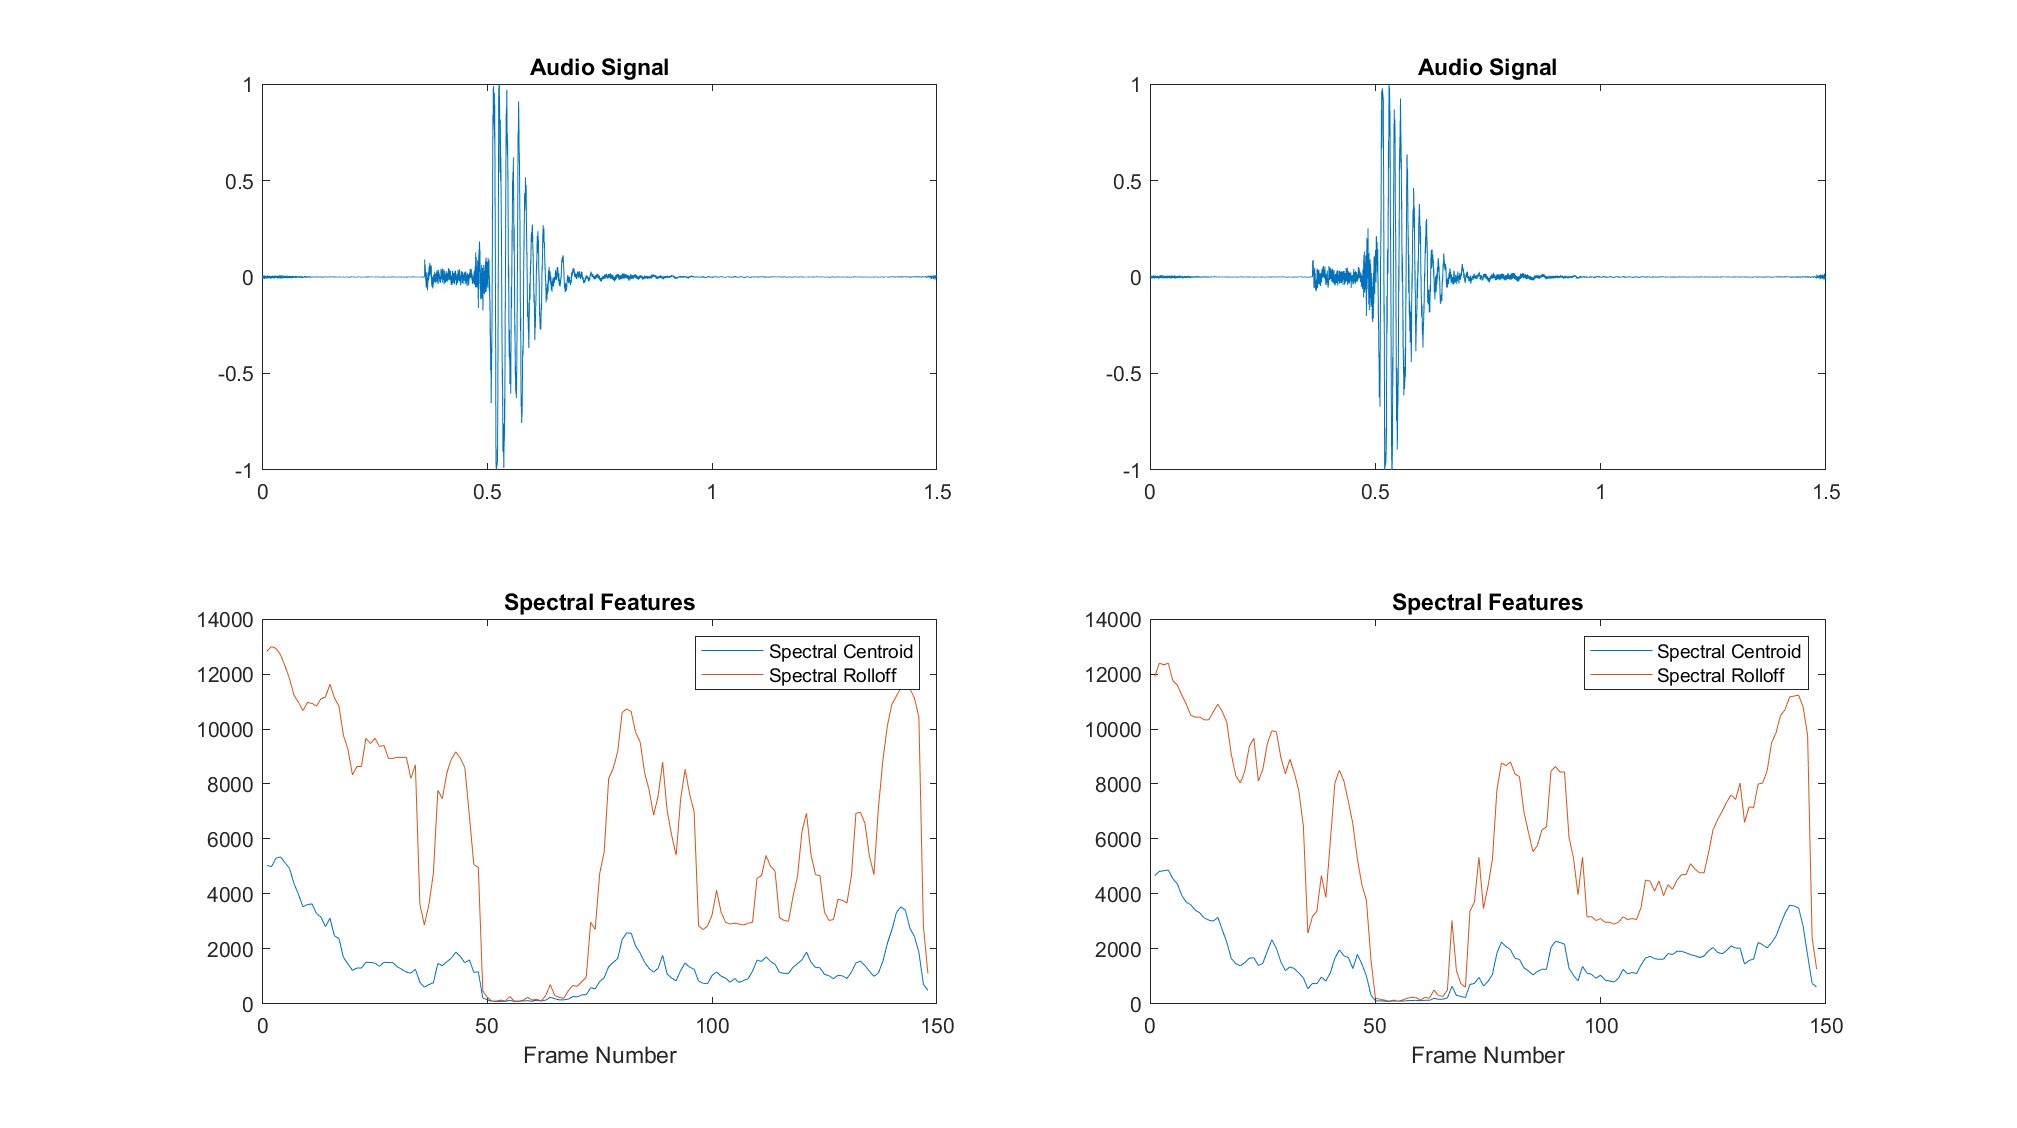 Audio Signal
1
0.5
0
-0.5
-1
0 0.5 1 1.5
Audio Signal
1
0.5
0
-0.5
-1
0 0.5 1 1.5
Spectral Features
14000
12000
10000
8000
6000
4000
2000
0
Spectral Centroid
Spectral Rolloff
0 50 100 150
Frame Number
Spectral Features
14000
12000
10000
8000
6000
4000
2000
0
Spectral Centroid
Spectral Rolloff
0 50 100 150
Frame Number